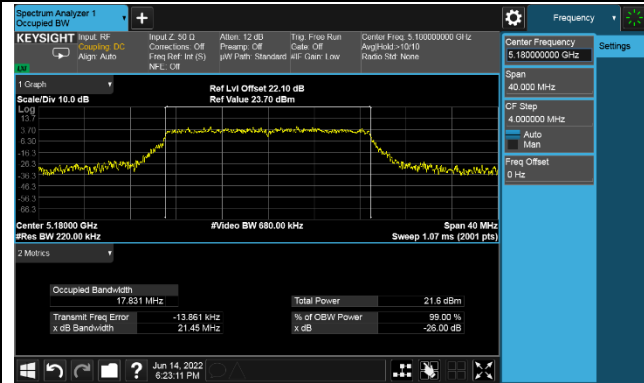 Spectrum Analyzer 1
Occupied BW
+
Frequency
KEYSIGHT
Input: RF
Coupling: DC
Align: Auto
Input Z: 50 Ω
Corrections: Off
Freq Ref: Int (S)
NFE: Off
Atten: 12 dB
Preamp: Off
µW Path: Standard
Trig: Free Run
Gate: Off
#IF Gain: Low
Center Freq: 5.180000000 GHz
Avg|Hold:>10/10
Radio Std: None
Center Frequency
5.180000000 GHz
Settings
Span
40.000 MHz
CF Step
4.000000 MHz
Auto
Man
Freq Offset
0 Hz
1 Graph
Scale/Div 10.0 dB
Ref Lvl Offset 22.10 dB
Ref Value 23.70 dBm
Log
13.7
3.70
-6.30
-16.3
-26.3
-36.3
-46.3
-56.3
-66.3
Center 5.18000 GHz
#Res BW 220.00 kHz
#Video BW 680.00 kHz
Span 40 MHz
Sweep 1.07 ms (2001 pts)
2 Metrics
Occupied Bandwidth
17.831 MHz
Total Power
21.6 dBm
Transmit Freq Error
-13.861 kHz
% of OBW Power
99.00 %
x dB Bandwidth
21.45 MHz
x dB
-26.00 dB
?
Jun 14, 2022
6:23:11 PM